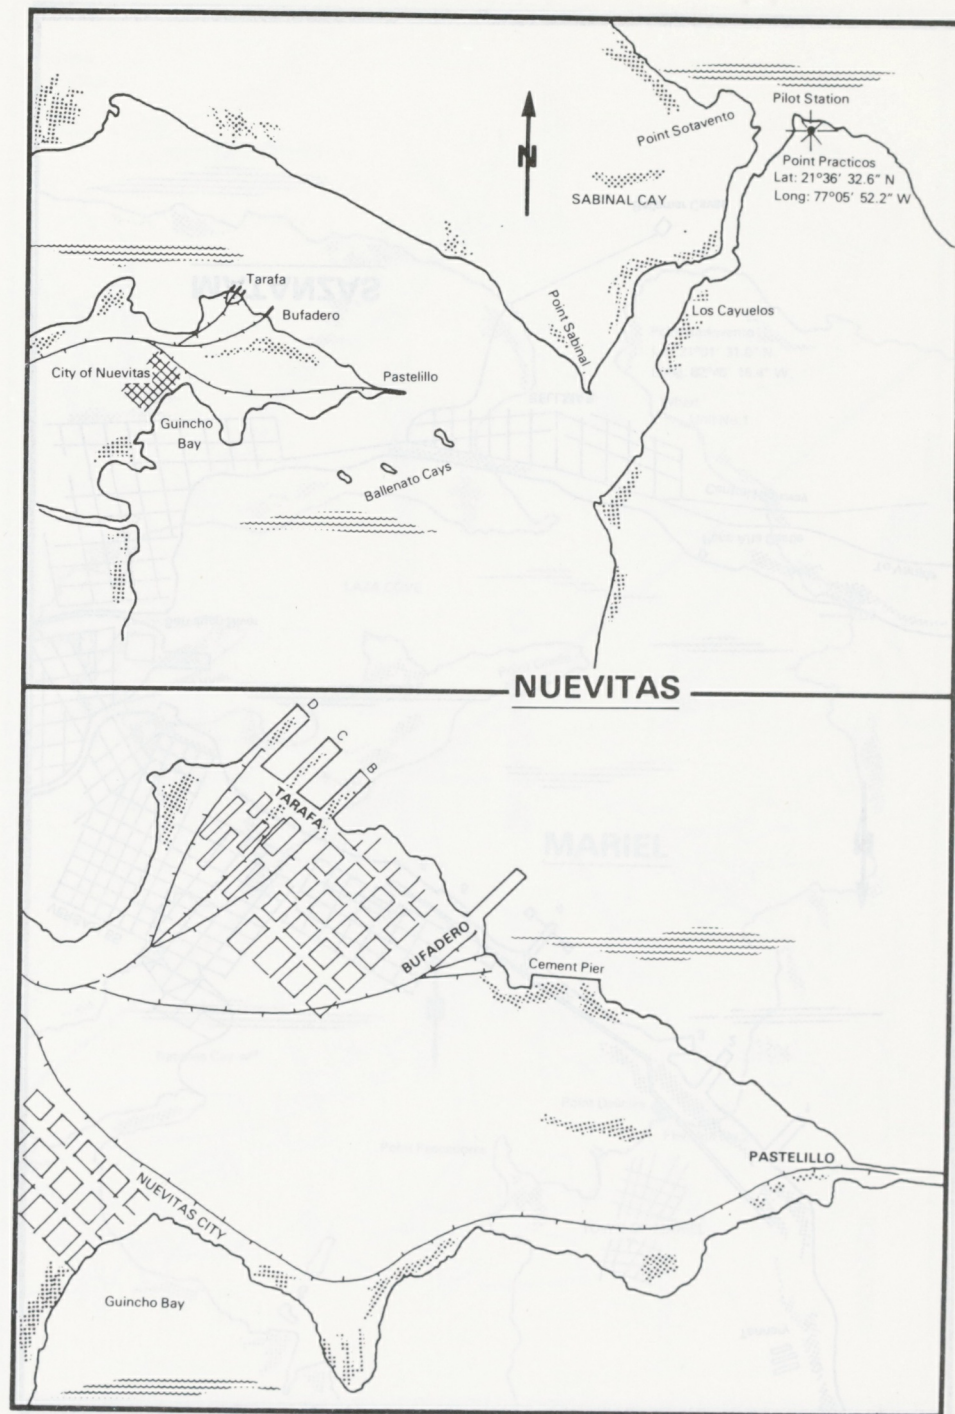 Pilot Station
Point Sotavento
Point Practicos
Lat: 21°36' 32.6" N
Long: 77°05' 52.2" W
N
SABINAL CAY
Tarafa
Bufadero
Los Cayuelos
Point Sabinal
City of Nuevitas
Pastelillo
Guincho
Bay
Ballenato Cays
NUEVITAS
D
C
B
TARAFA
BUFADERO
Cement Pier
PASTELILLO
NUEVITAS CITY
Guincho Bay
MATANZAS
MARIEL